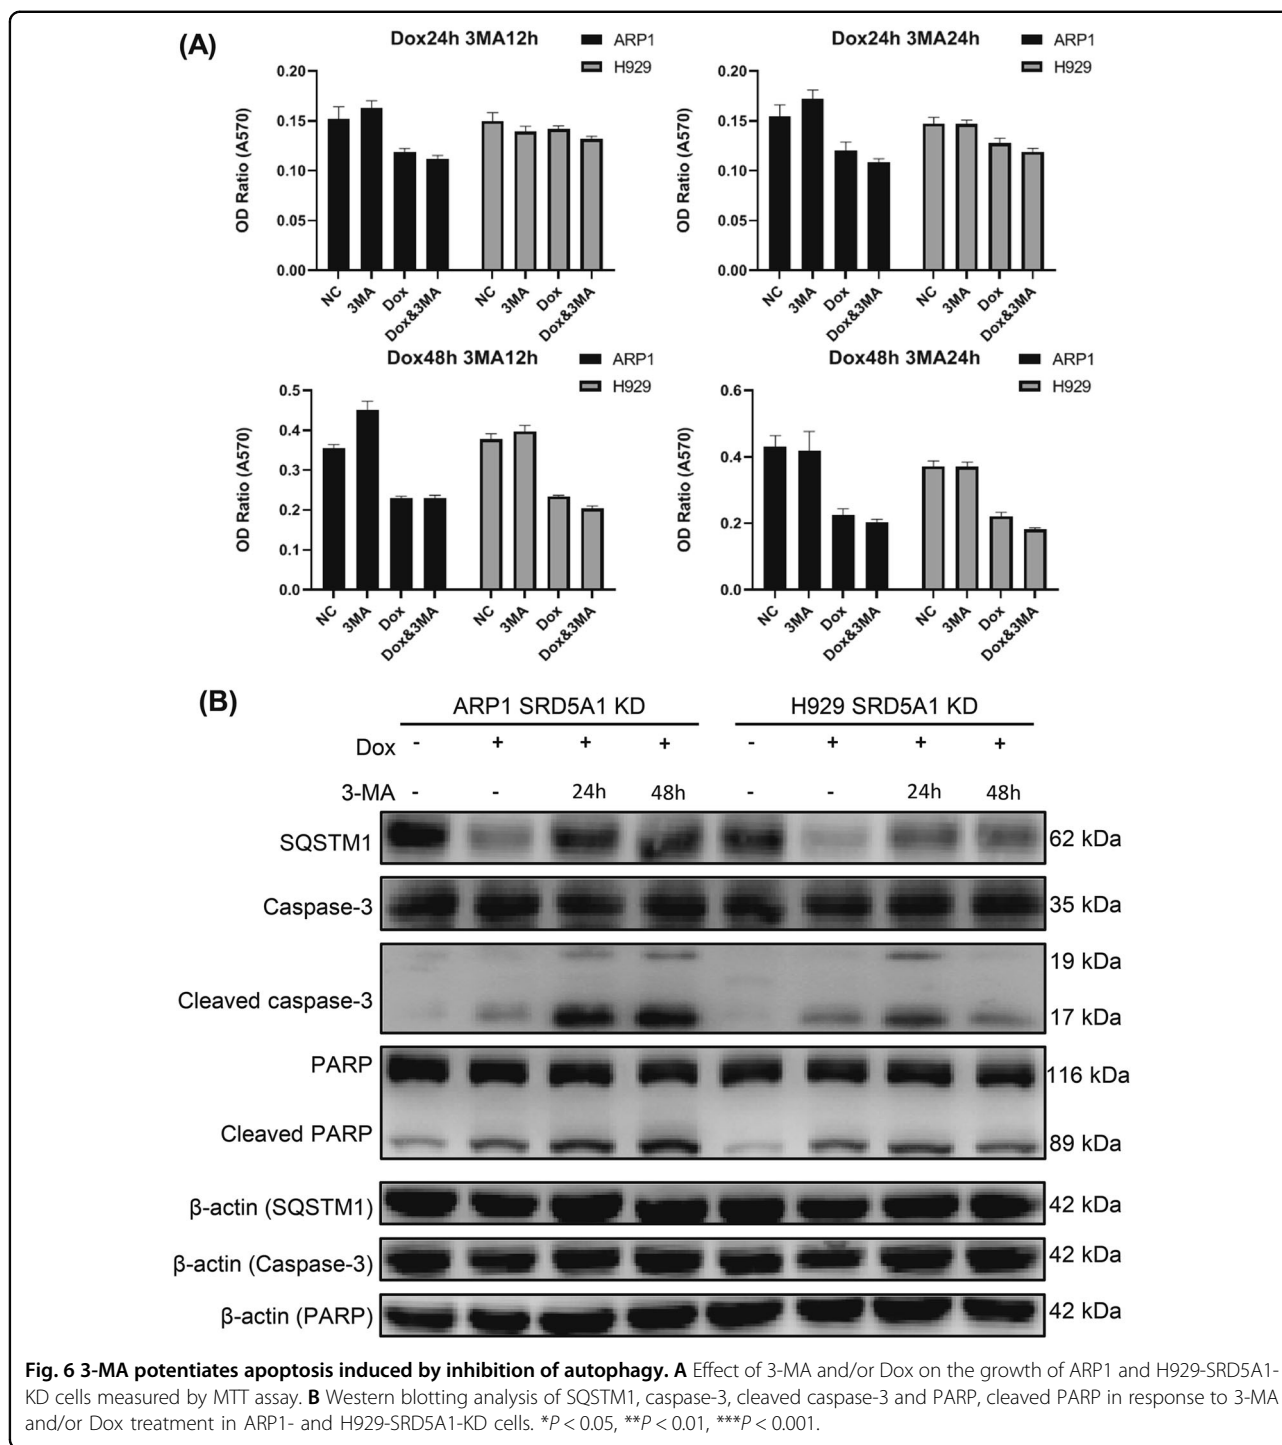 (A)
Dox24h 3MA12h
ARP1
H929
OD Ratio (A570)
0.20
0.15
0.10
0.05
0.00
NC 3MA Dox Dox&3MA NC 3MA Dox Dox&3MA
Dox24h 3MA24h
ARP1
H929
OD Ratio (A570)
0.20
0.15
0.10
0.05
0.00
NC 3MA Dox Dox&3MA NC 3MA Dox Dox&3MA
Dox48h 3MA12h
ARP1
H929
OD Ratio (A570)
0.5
0.4
0.3
0.2
0.1
0.0
NC 3MA Dox Dox&3MA NC 3MA Dox Dox&3MA
Dox48h 3MA24h
ARP1
H929
OD Ratio (A570)
0.6
0.4
0.2
0.0
NC 3MA Dox Dox&3MA NC 3MA Dox Dox&3MA
(B)
ARP1 SRD5A1 KD H929 SRD5A1 KD
Dox - + + + - + + +
3-MA - - 24h 48h - - 24h 48h
SQSTM1 62 kDa
Caspase-3 35 kDa
19 kDa
Cleaved caspase-3 17 kDa
PARP 116 kDa
Cleaved PARP 89 kDa
β-actin (SQSTM1) 42 kDa
β-actin (Caspase-3) 42 kDa
β-actin (PARP) 42 kDa
Fig. 6 3-MA potentiates apoptosis induced by inhibition of autophagy. A Effect of 3-MA and/or Dox on the growth of ARP1 and H929-SRD5A1-
KD cells measured by MTT assay. B Western blotting analysis of SQSTM1, caspase-3, cleaved caspase-3 and PARP, cleaved PARP in response to 3-MA
and/or Dox treatment in ARP1- and H929-SRD5A1-KD cells. *P < 0.05, **P < 0.01, ***P < 0.001.